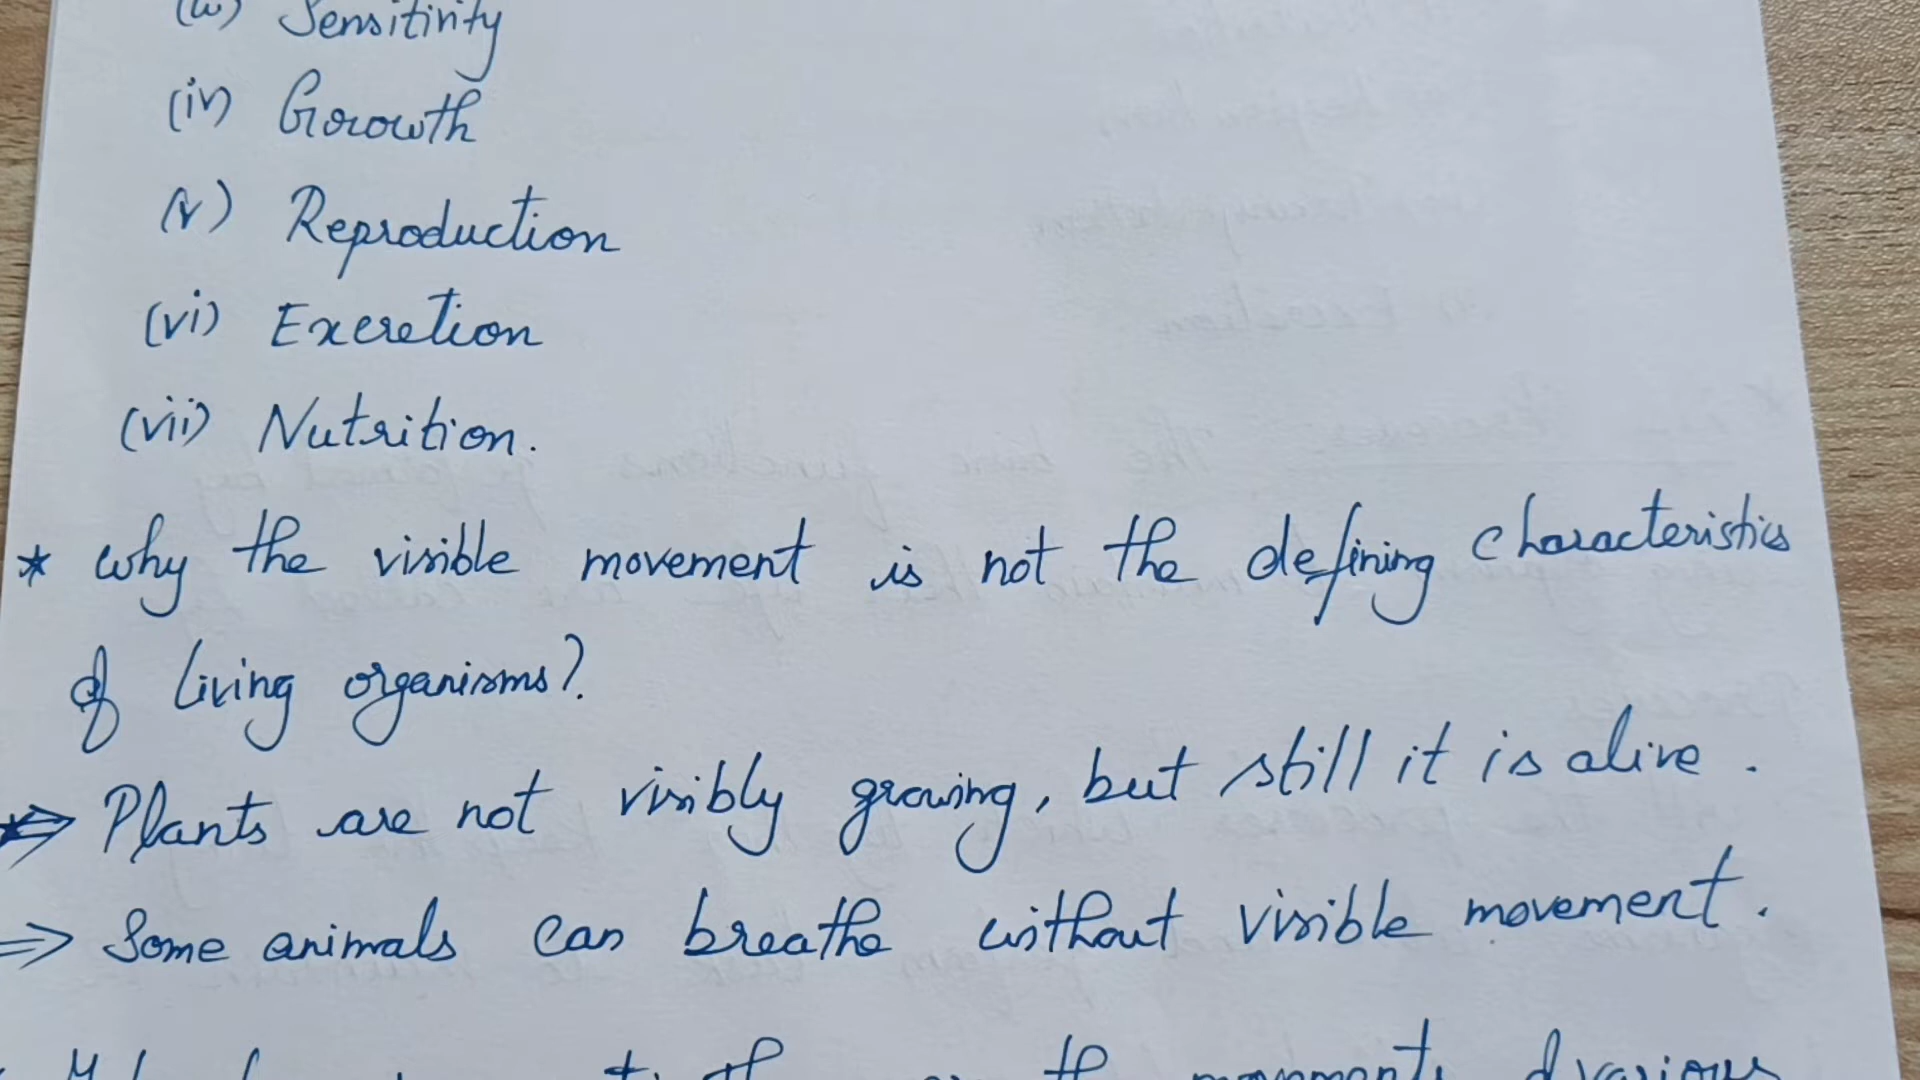 Sensitivity
(iv) Growth
(v) Reproduction
(vi) Excretion
(vii) Nutrition.
* why the visible movement is not the defining characteristics
of living organisms?
⇒ Plants are not visibly growing, but still it is alive.
⇒ Some animals can breathe without visible movement.